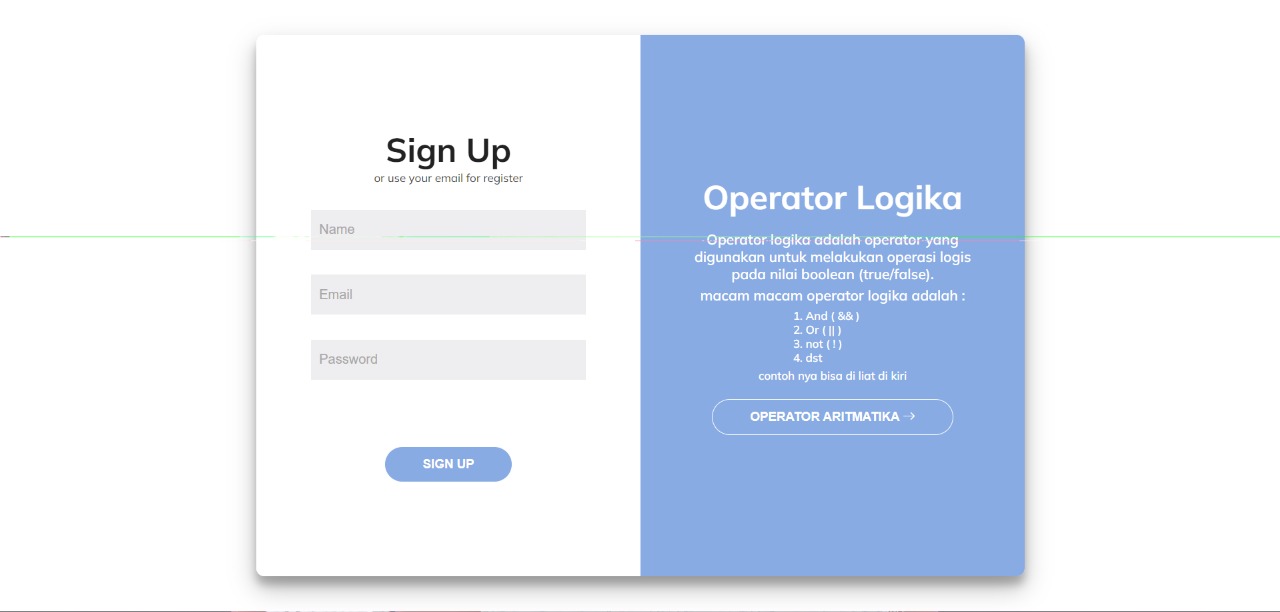 Sign Up
or use your email for register
Name
Email
Password
SIGN UP
Operator Logika
Operator logika adalah operator yang
digunakan untuk melakukan operasi logis
pada nilai boolean (true/false).
macam macam operator logika adalah :
1. And ( && )
2. Or ( || )
3. not ( ! )
4. dst
contoh nya bisa di liat di kiri
OPERATOR ARITMATIKA →